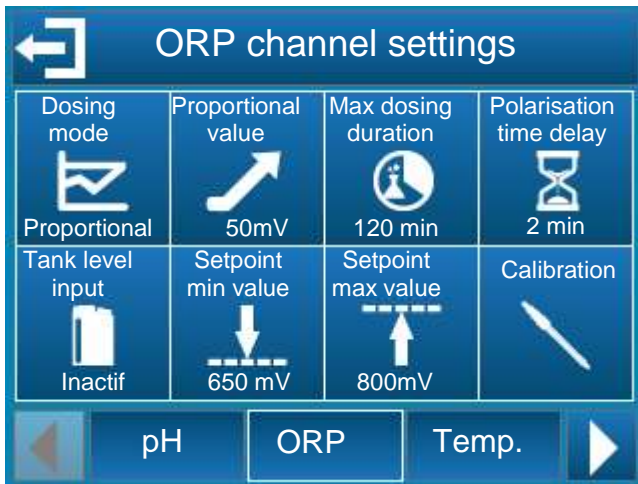 ORP channel settings
Dosing
mode
Proportional
Proportional
value
50mV
Max dosing
duration
120 min
Polarisation
time delay
2 min
Tank level
input
Inactif
Setpoint
min value
650 mV
Setpoint
max value
800mV
Calibration
pH
ORP
Temp.